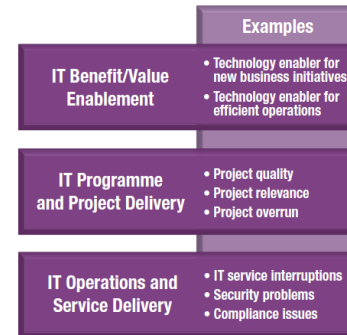 Examples
IT Benefit/Value
Enablement
• Technology enabler for
new business initiatives
• Technology enabler for
efficient operations
IT Programme
and Project Delivery
• Project quality
• Project relevance
• Project overrun
IT Operations and
Service Delivery
• IT service interruptions
• Security problems
• Compliance issues